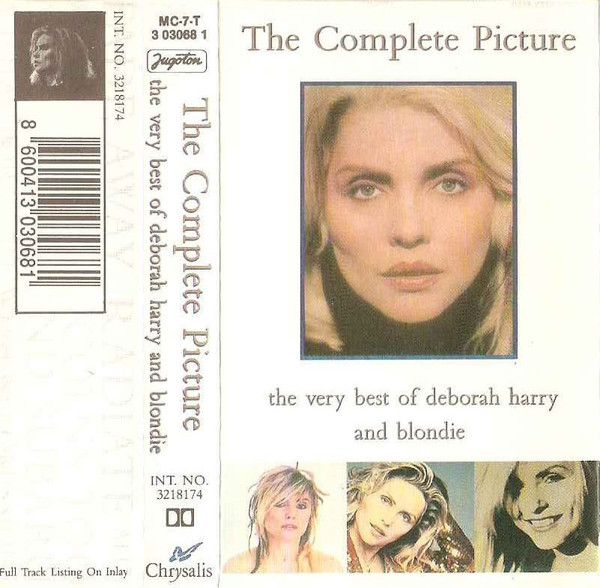 INT. NO. 3218174
8 600413 030681
Full Track Listing On Inlay
MC-7-T
3 03068 1
Jugoton
The Complete Picture
the very best of deborah harry and blondie
INT. NO.
3218174
Chrysalis
The Complete Picture
the very best of deborah harry
and blondie